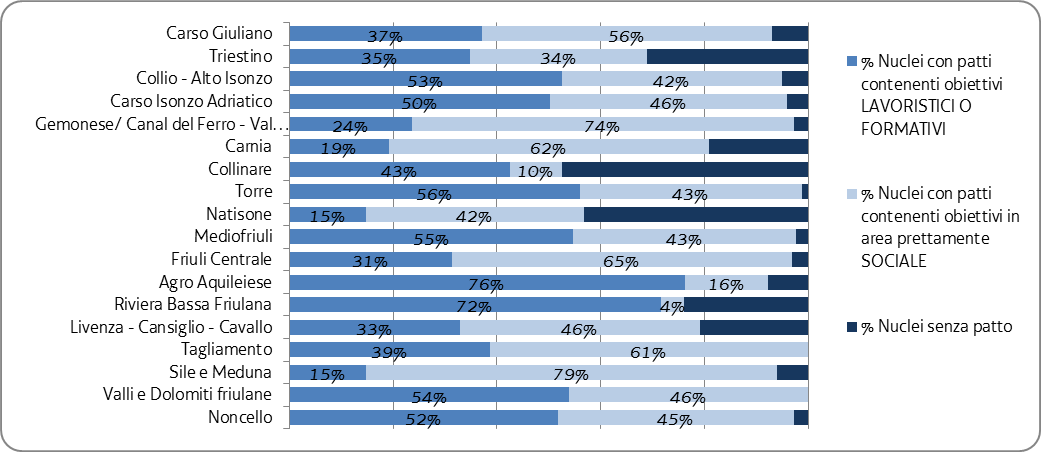 Carso Giuliano 37% 56%
Triestino 35% 34%
Collio - Alto Isonzo 53% 42%
Carso Isonzo Adriatico 50% 46%
Gemonese/ Canal del Ferro - Val... 24% 74%
Carnia 19% 62%
Collinare 43% 10%
Torre 56% 43%
Natisone 15% 42%
Mediofriuli 55% 43%
Friuli Centrale 31% 65%
Agro Aquileiese 76% 16%
Riviera Bassa Friulana 72% 4%
Livenza - Cansiglio - Cavallo 33% 46%
Tagliamento 39% 61%
Sile e Meduna 15% 79%
Valli e Dolomiti friulane 54% 46%
Noncello 52% 45%
% Nuclei con patti
contenenti obiettivi
LAVORISTICI O
FORMATIVI
% Nuclei con patti
contenenti obiettivi in
area prettamente
SOCIALE
% Nuclei senza patto